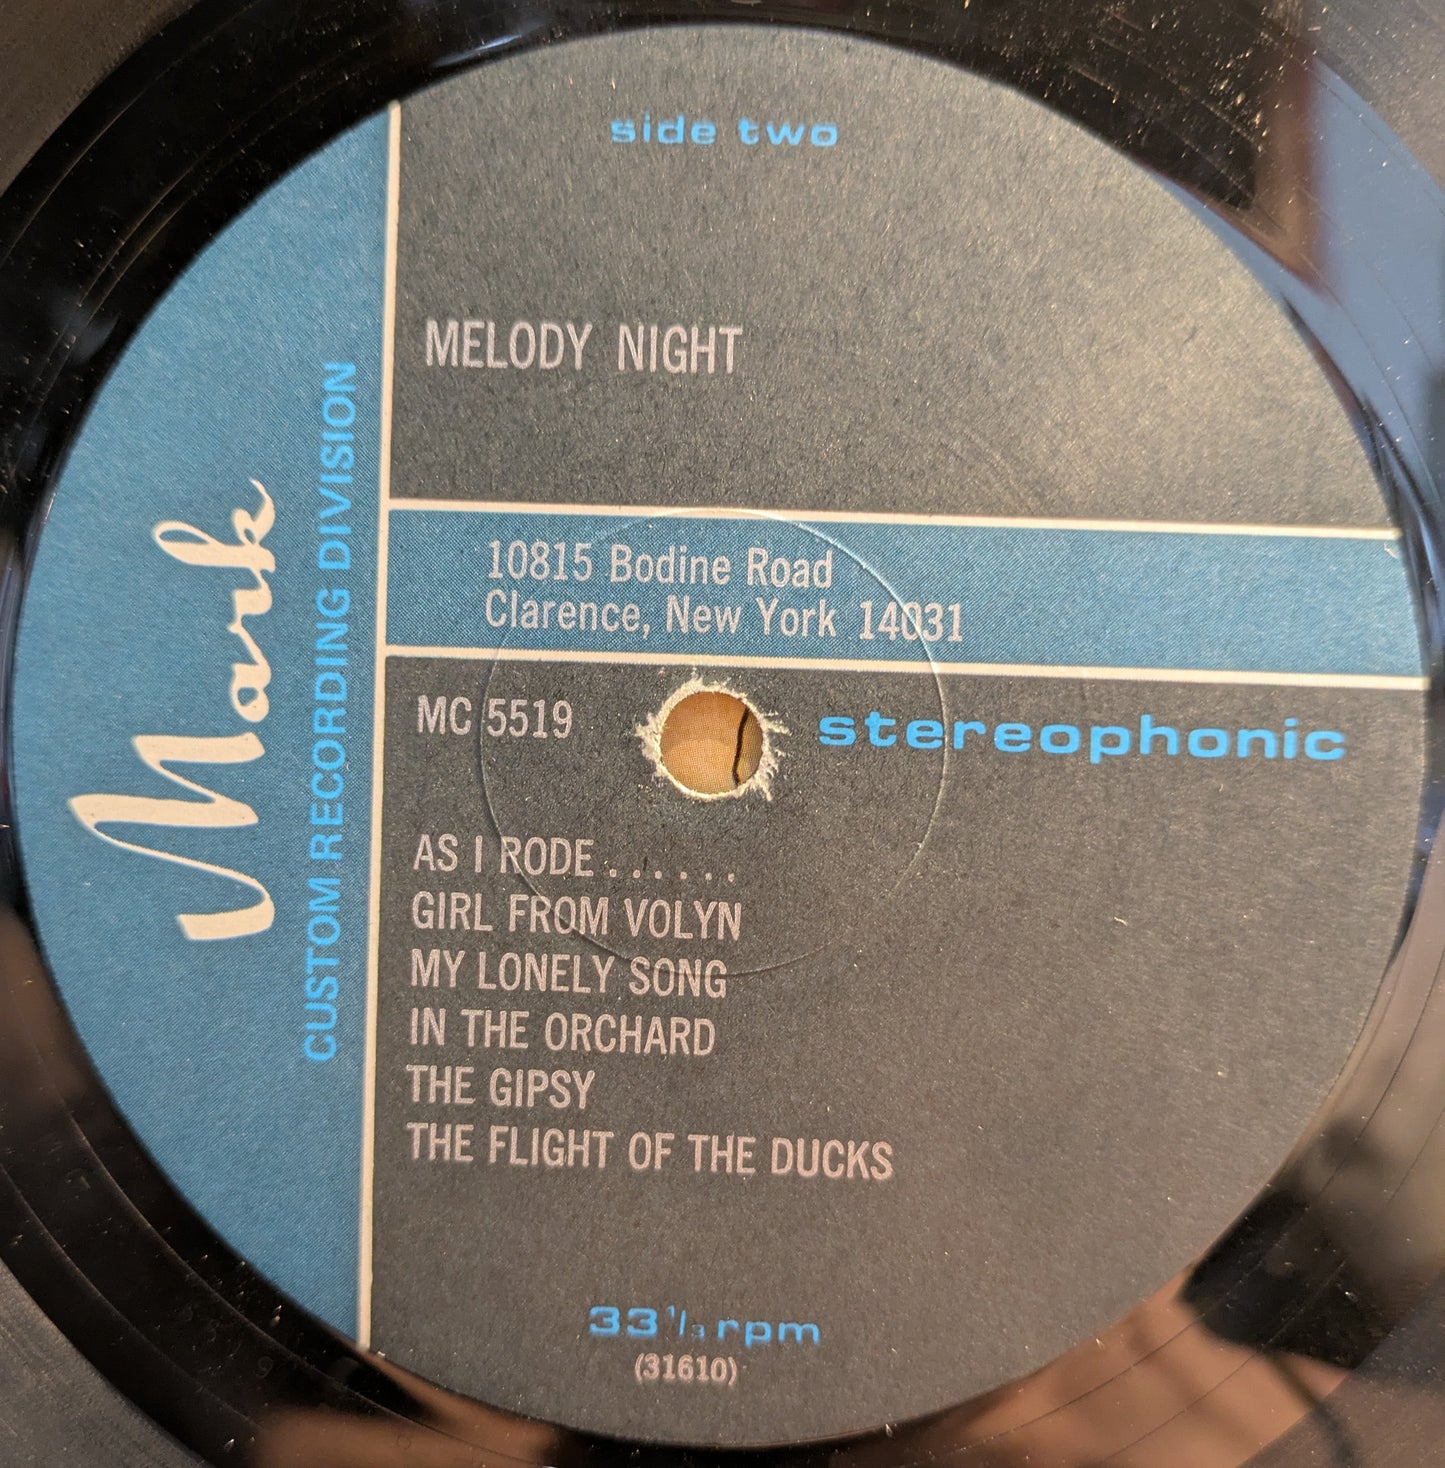 side two
MELODY NIGHT
Mark
CUSTOM RECORDING DIVISION
10815 Bodine Road
Clarence, New York 14031
MC 5519
stereophonic
AS I RODE . . . . . .
GIRL FROM VOLYN
MY LONELY SONG
IN THE ORCHARD
THE GIPSY
THE FLIGHT OF THE DUCKS
33 1/3 rpm
(31610)